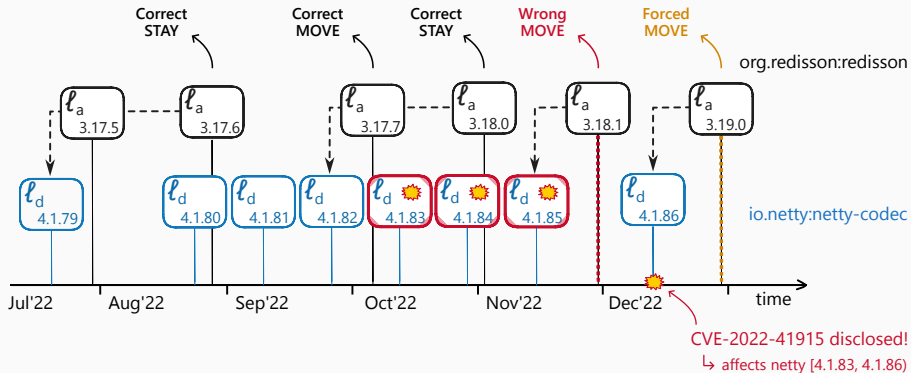 Correct
STAY
Correct
MOVE
Correct
STAY
Wrong
MOVE
Forced
MOVE
org.redisson:redisson
ℓa
3.17.5
ℓa
3.17.6
ℓa
3.17.7
ℓa
3.18.0
ℓa
3.18.1
ℓa
3.19.0
ℓd
4.1.79
ℓd
4.1.80
ℓd
4.1.81
ℓd
4.1.82
ℓd
4.1.83
ℓd
4.1.84
ℓd
4.1.85
ℓd
4.1.86
io.netty:netty-codec
Jul'22
Aug'22
Sep'22
Oct'22
Nov'22
Dec'22
time
CVE-2022-41915 disclosed!
↳ affects netty [4.1.83, 4.1.86)